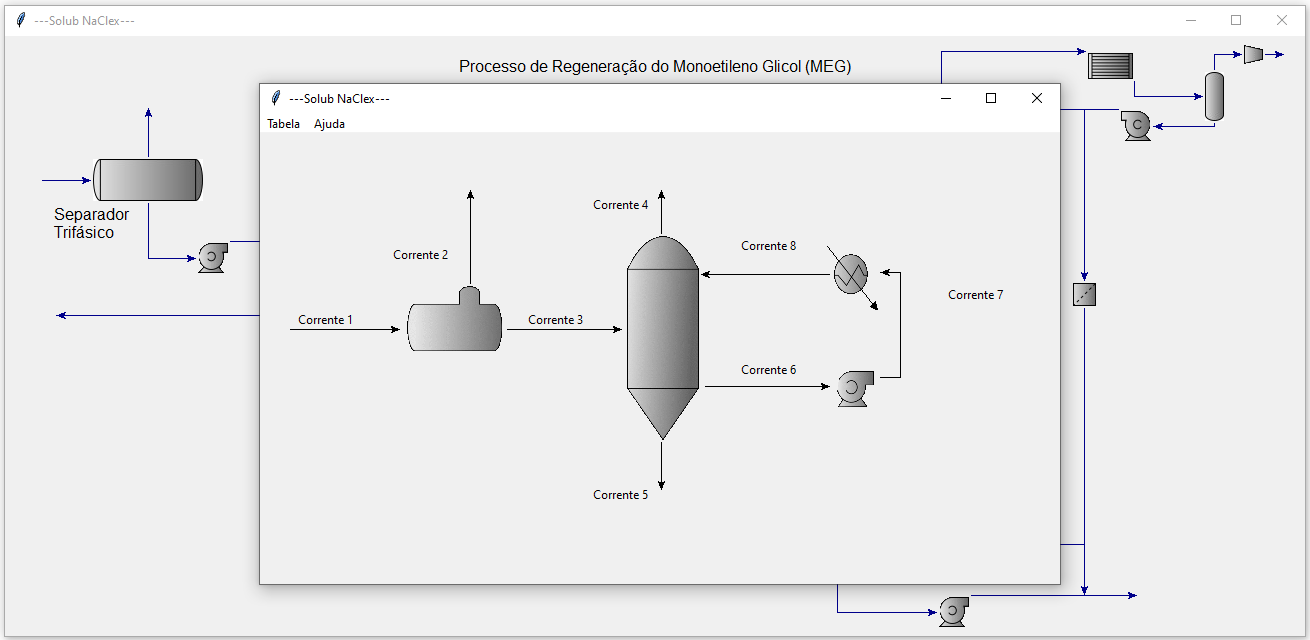 ---Solub NaClex---
Processo de Regeneração do Monoetileno Glicol (MEG)
---Solub NaClex---
Tabela Ajuda
Separador
Trifásico
Corrente 4
Corrente 2
Corrente 8
Corrente 7
Corrente 1
Corrente 3
Corrente 6
Corrente 5
C
C
C
C